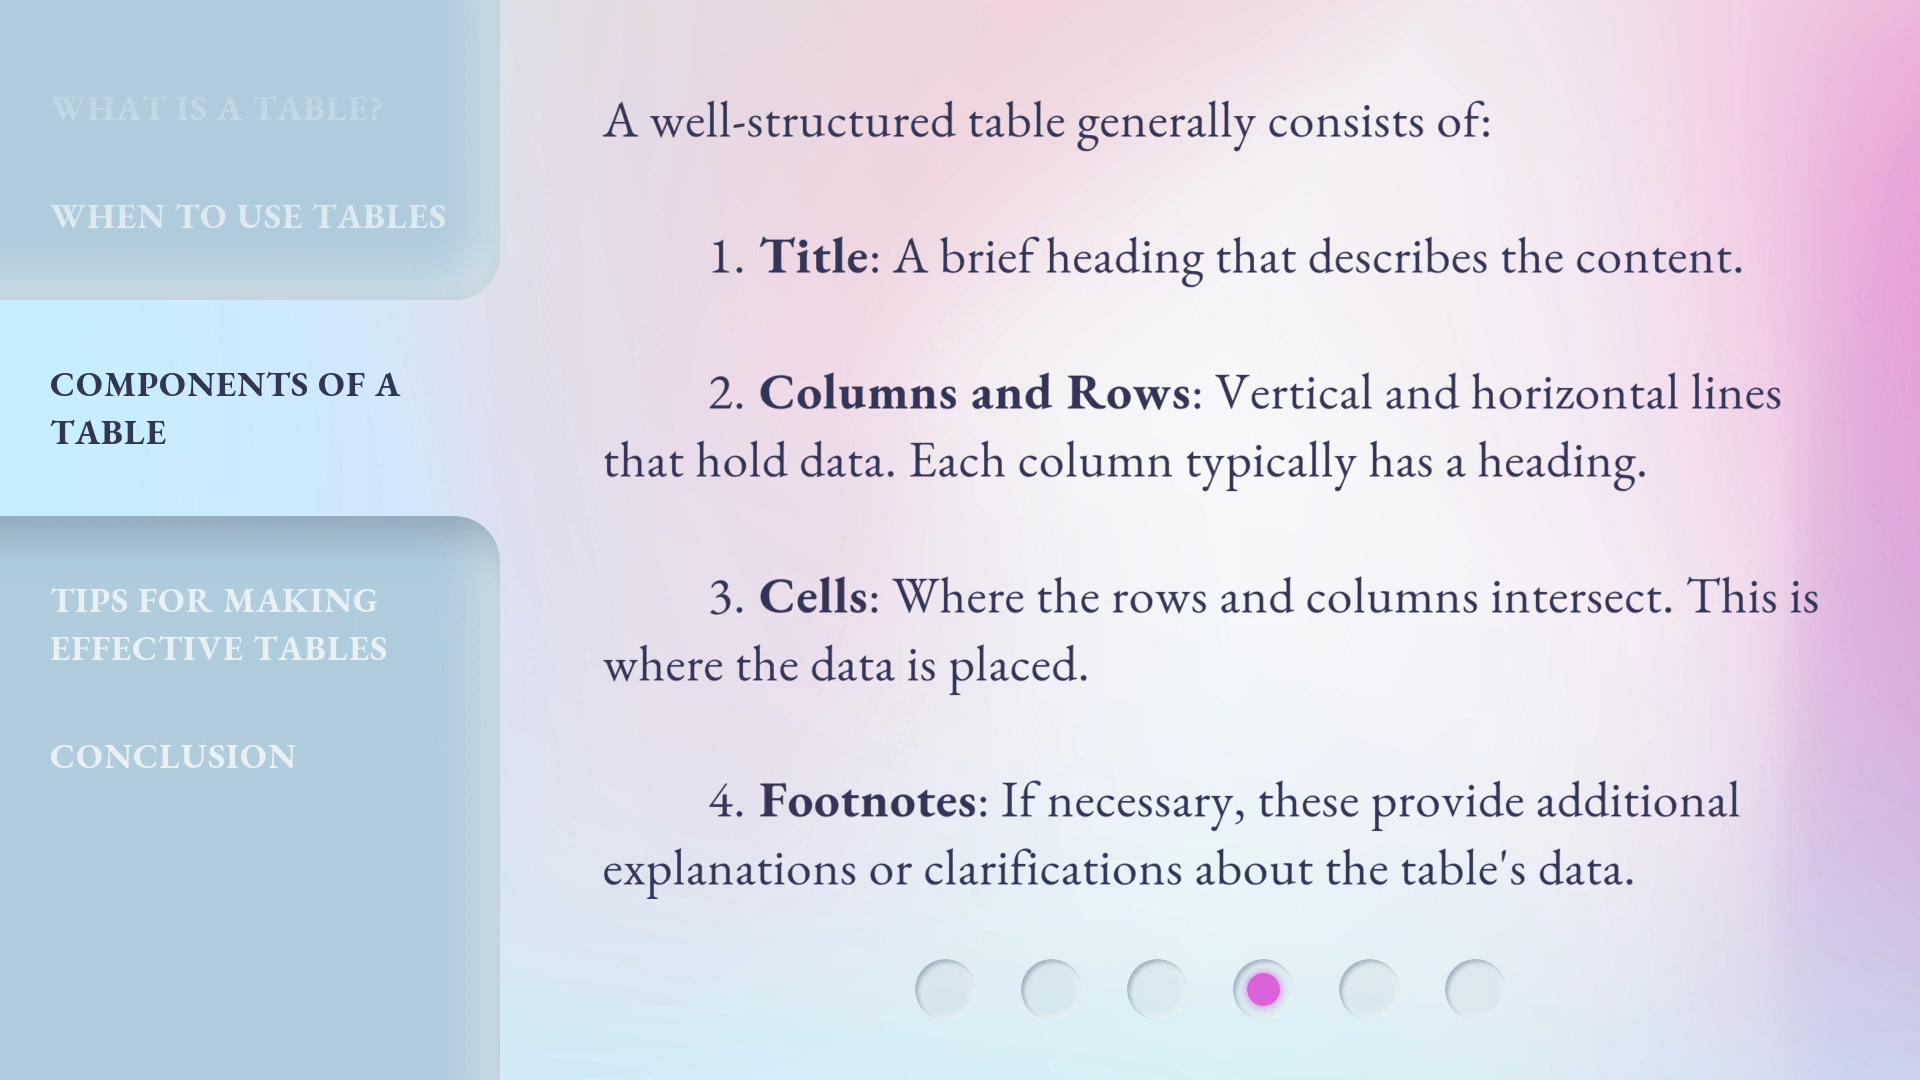 WHAT IS A TABLE?
WHEN TO USE TABLES
COMPONENTS OF A
TABLE
TIPS FOR MAKING
EFFECTIVE TABLES
CONCLUSION
A well-structured table generally consists of:
1. Title: A brief heading that describes the content.
2. Columns and Rows: Vertical and horizontal lines
that hold data. Each column typically has a heading.
3. Cells: Where the rows and columns intersect. This is
where the data is placed.
4. Footnotes: If necessary, these provide additional
explanations or clarifications about the table's data.